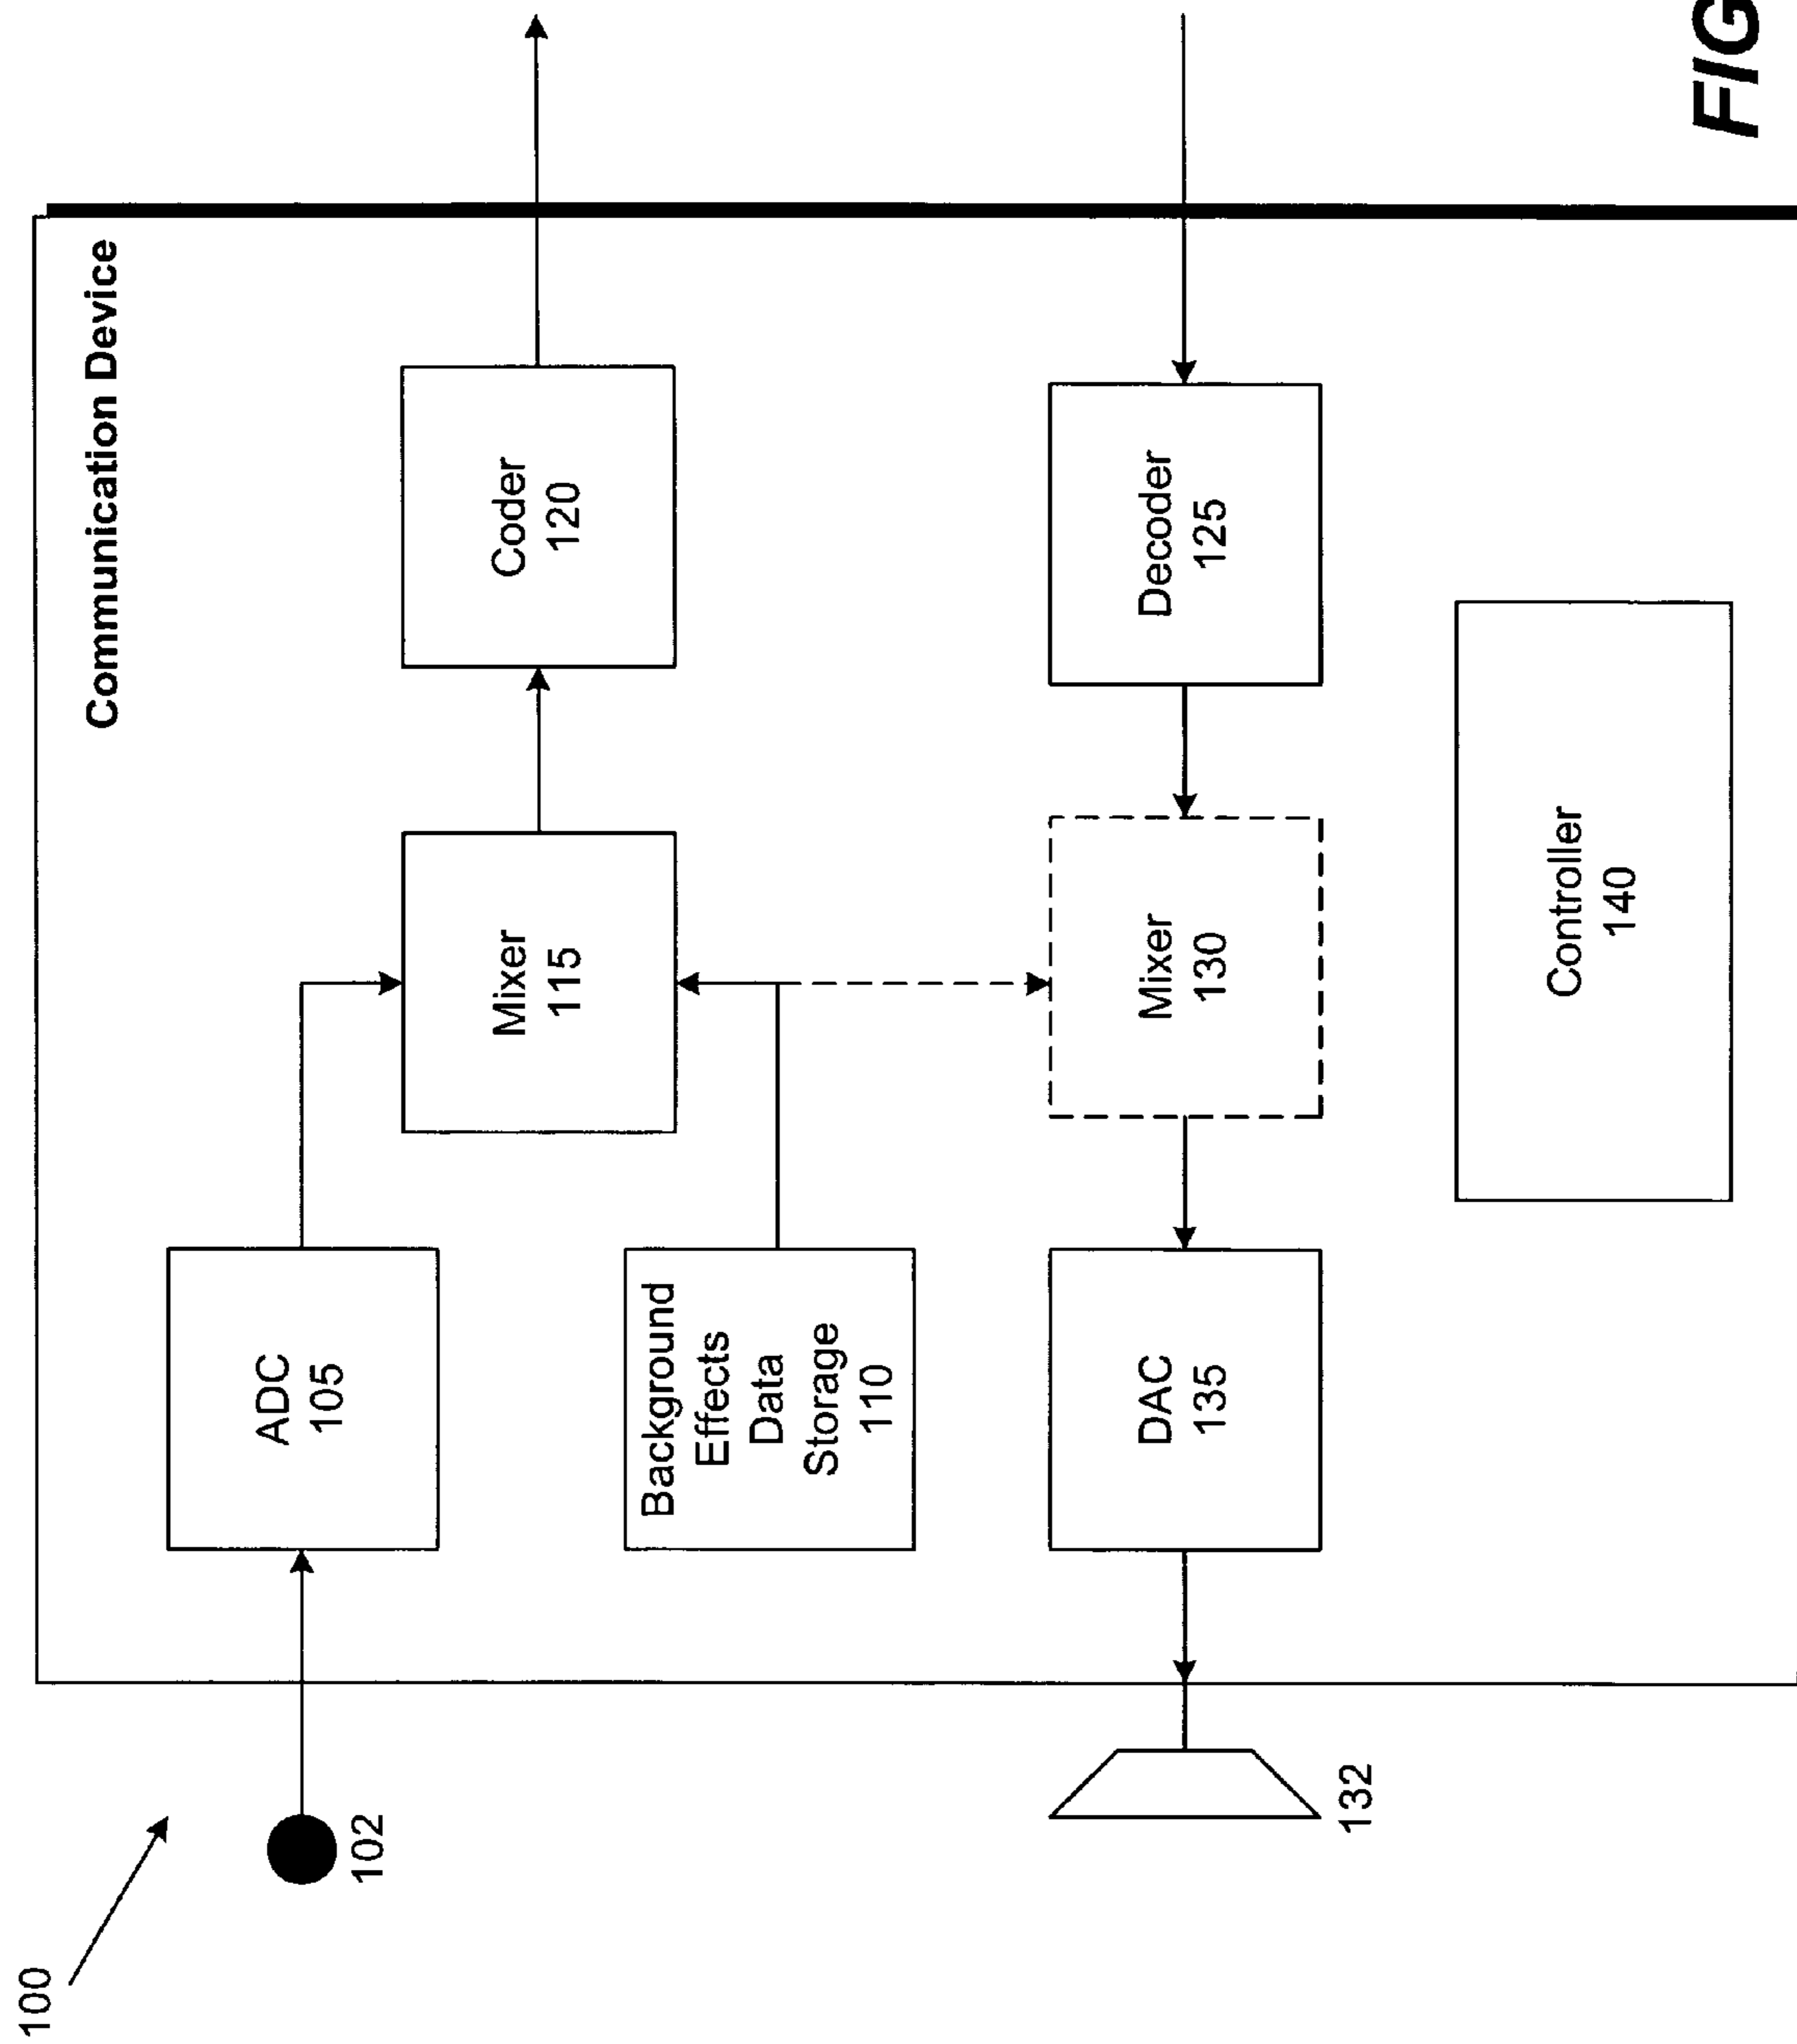 100
Communication Device
102
ADC
105
Mixer
115
Coder
120
Background
Effects
Data
Storage
110
132
DAC
135
Mixer
130
Decoder
125
Controller
140
FIG